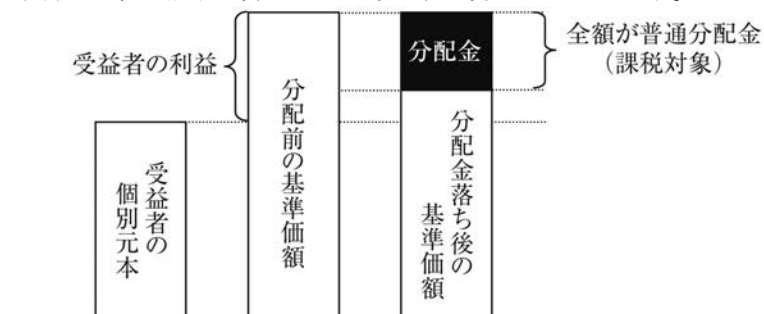 受益者の利益
分配金
全額が普通分配金
(課税対象)
受益者の
個別元本
分配前の基準価額
分配金落ち後の
基準価額